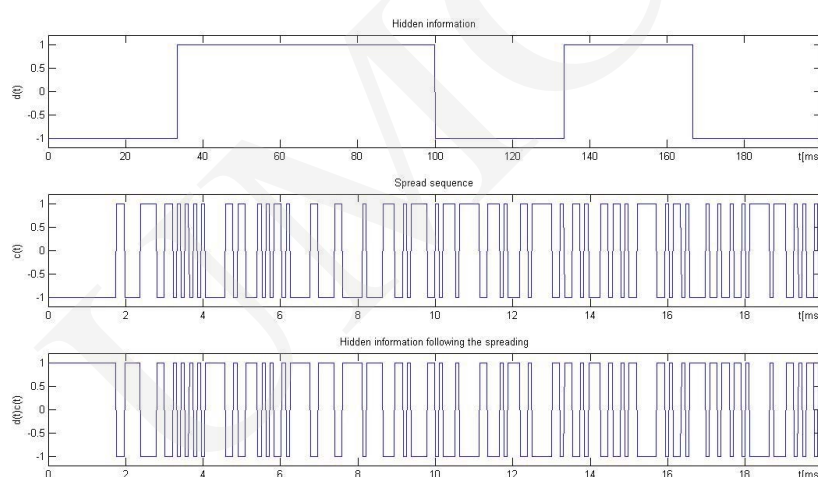 Hidden information
1
0.5
0
-0.5
-1
d(t)
0 20 40 60 80 100 120 140 160 180 t[ms
Spread sequence
1
0.5
0
-0.5
-1
c(t)
0 2 4 6 8 10 12 14 16 18 t[ms
Hidden information following the spreading
1
0.5
0
-0.5
-1
d(t)c(t)
0 2 4 6 8 10 12 14 16 18 t[ms
UMC